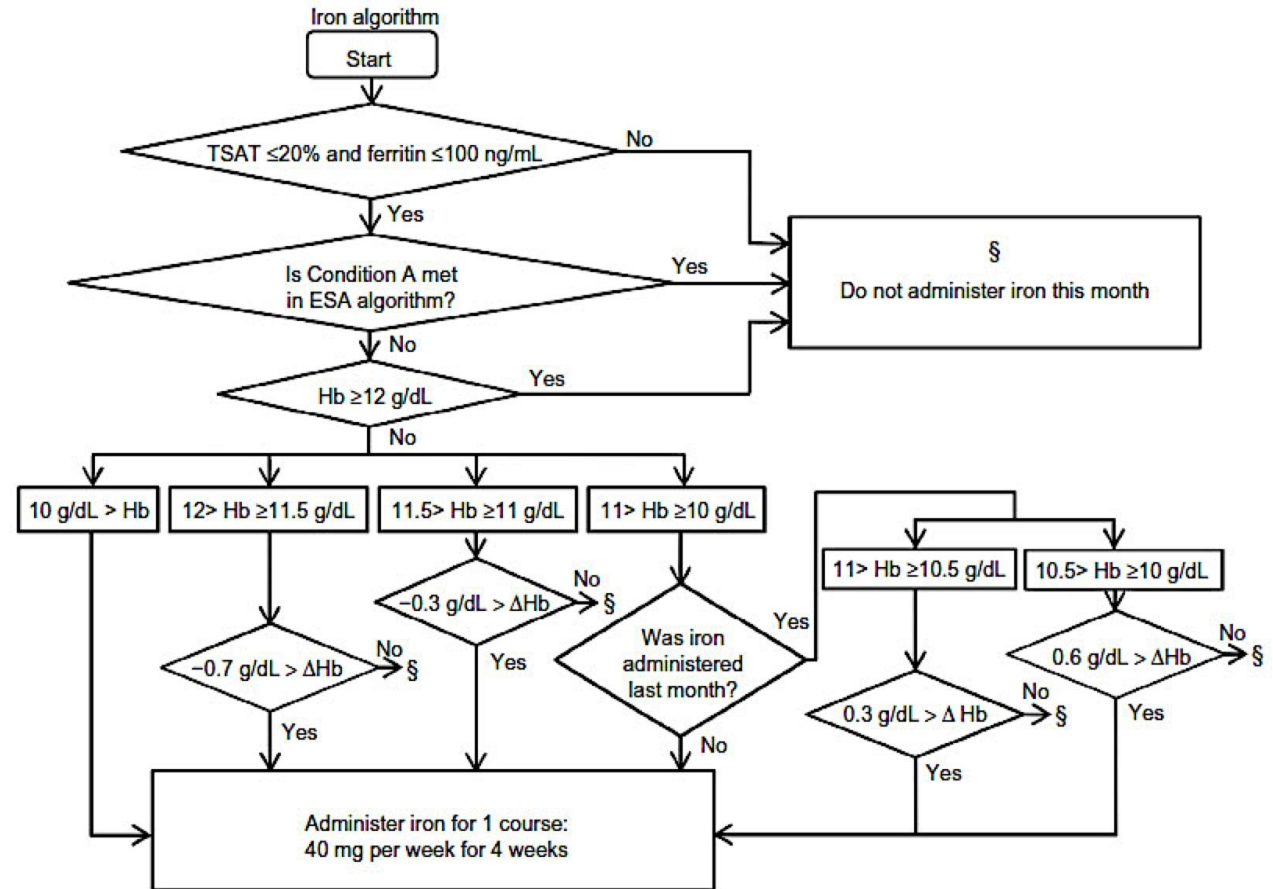 Iron algorithm
Start
TSAT ≤20% and ferritin ≤100 ng/mL
No
Yes
Is Condition A met
in ESA algorithm?
Yes
§
Do not administer iron this month
No
Hb ≥12 g/dL
Yes
No
10 g/dL > Hb
12> Hb ≥11.5 g/dL
11.5> Hb ≥11 g/dL
11> Hb ≥10 g/dL
11> Hb ≥10.5 g/dL
10.5> Hb ≥10 g/dL
−0.3 g/dL > ΔHb
No
§
Yes
−0.7 g/dL > ΔHb
No
§
Yes
Was iron
administered
last month?
Yes
No
0.3 g/dL > Δ Hb
No
§
Yes
0.6 g/dL > ΔHb
No
§
Yes
Administer iron for 1 course:
40 mg per week for 4 weeks